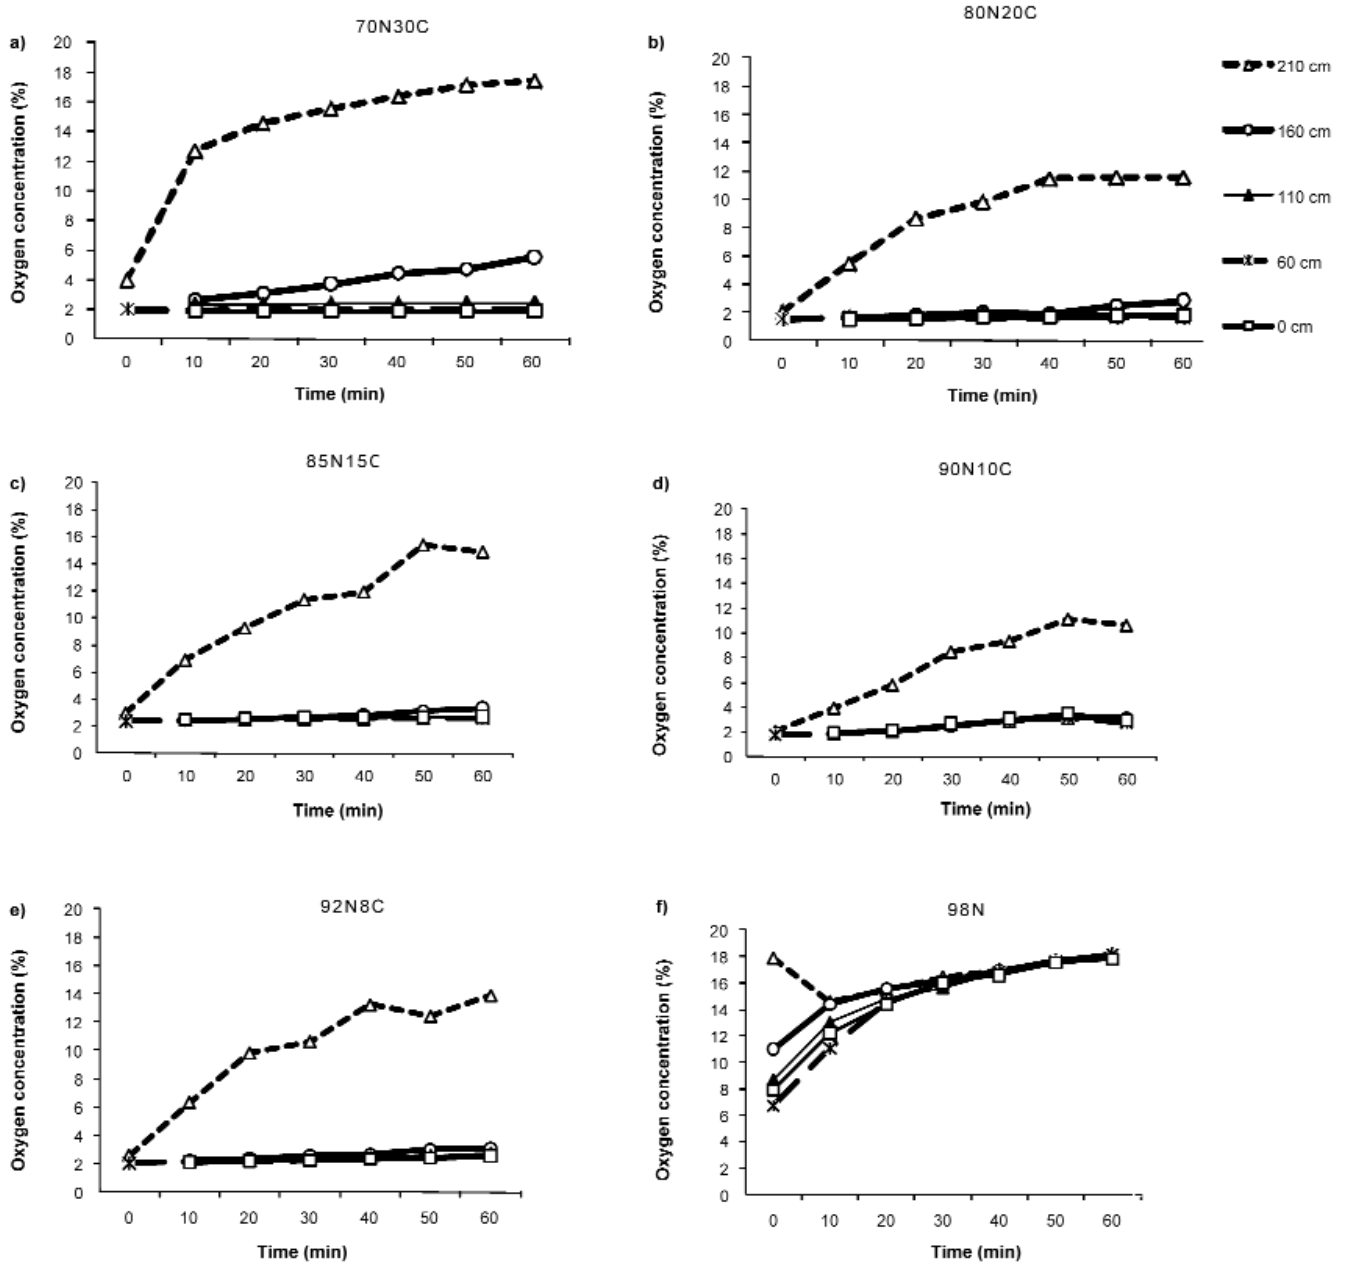 a)
70N30C
Oxygen concentration (%)
20
18
16
14
12
10
8
6
4
2
0
0 10 20 30 40 50 60
Time (min)
b)
80N20C
Oxygen concentration (%)
20
18
16
14
12
10
8
6
4
2
0
0 10 20 30 40 50 60
Time (min)
210 cm
160 cm
110 cm
60 cm
0 cm
c)
85N15C
Oxygen concentration (%)
20
18
16
14
12
10
8
6
4
2
0
0 10 20 30 40 50 60
Time (min)
d)
90N10C
Oxygen concentration (%)
20
18
16
14
12
10
8
6
4
2
0
0 10 20 30 40 50 60
Time (min)
e)
92N8C
Oxygen concentration (%)
20
18
16
14
12
10
8
6
4
2
0
0 10 20 30 40 50 60
Time (min)
f)
98N
Oxygen concentration (%)
20
18
16
14
12
10
8
6
4
2
0
0 10 20 30 40 50 60
Time (min)